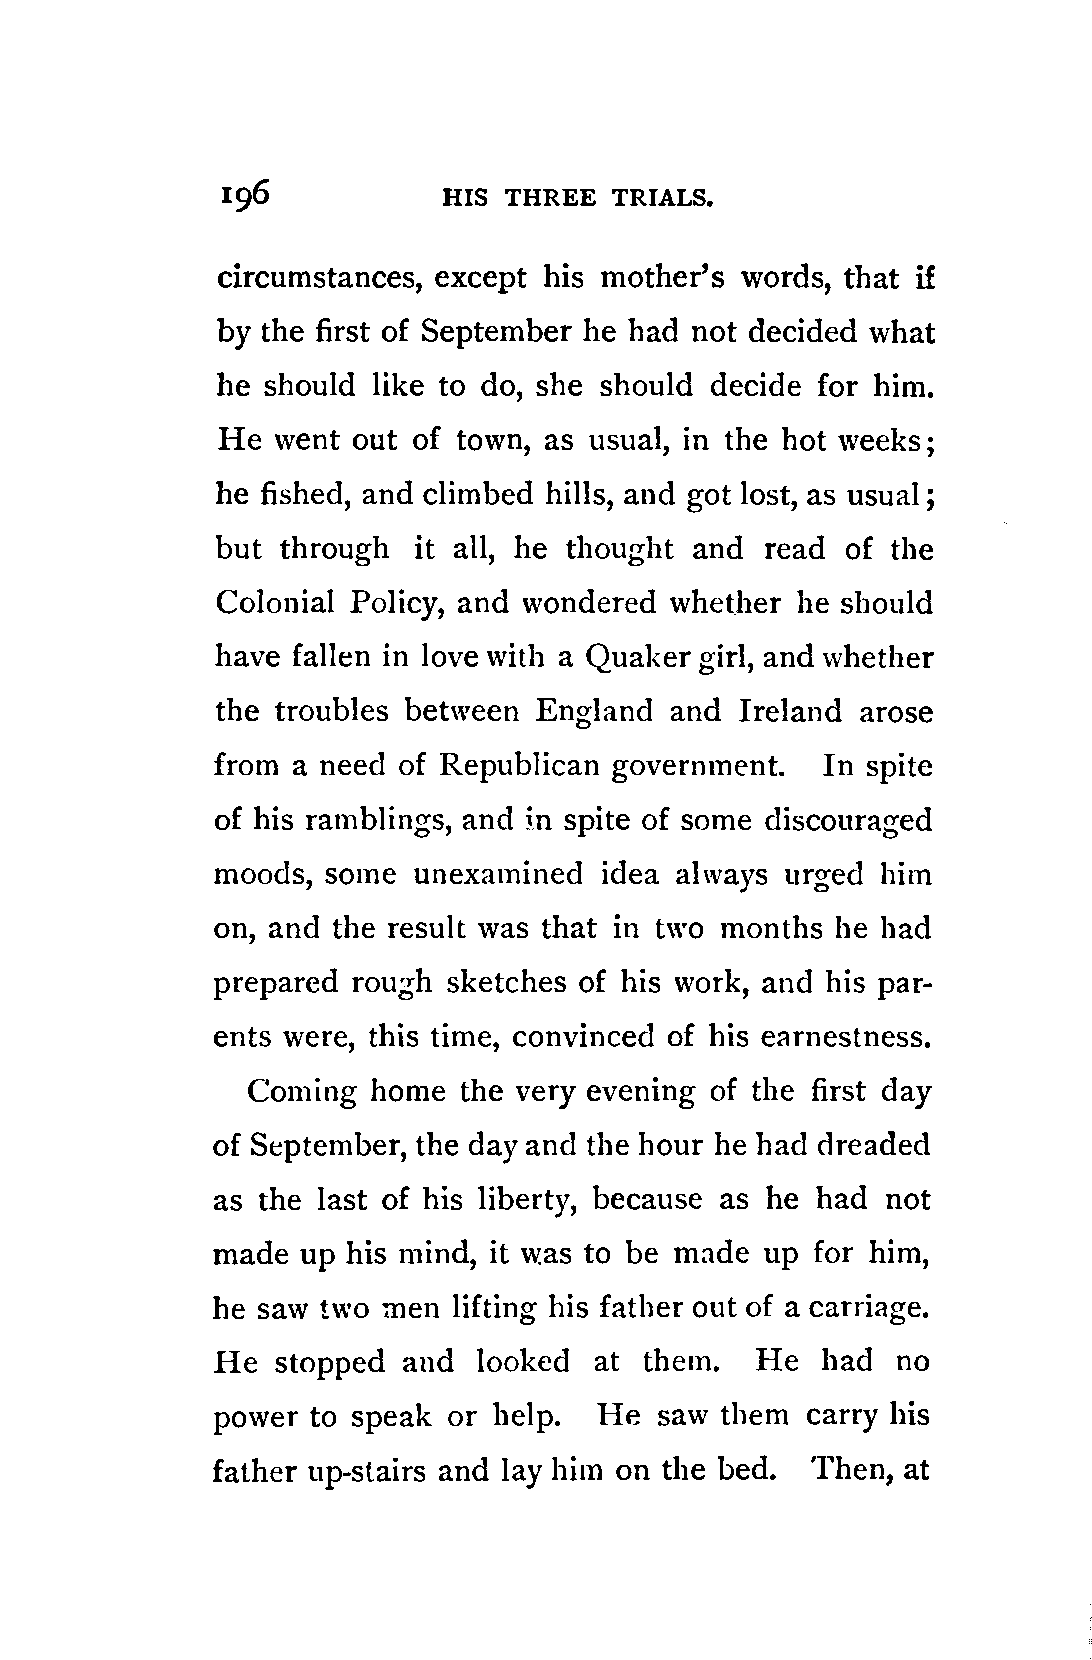 196 HIS THREE TRIALS.
circumstances, except his mother's words, that if
by the first of September he had not decided what
he should like to do, she should decide for him.
He went out of town, as usual, in the hot weeks;
he fished, and climbed hills, and got lost, as usual;
but through it all, he thought and read of the
Colonial Policy, and wondered whether he should
have fallen in love with a Quaker girl, and whether
the troubles between England and Ireland arose
from a need of Republican government. In spite
of his ramblings, and in spite of some discouraged
moods, some unexamined idea always urged him
on, and the result was that in two months he had
prepared rough sketches of his work, and his par-
ents were, this time, convinced of his earnestness.
Coming home the very evening of the first day
of September, the day and the hour he had dreaded
as the last of his liberty, because as he had not
made up his mind, it was to be made up for him,
he saw two men lifting his father out of a carriage.
He stopped and looked at them. He had no
power to speak or help. He saw them carry his
father up-stairs and lay him on the bed. Then, at